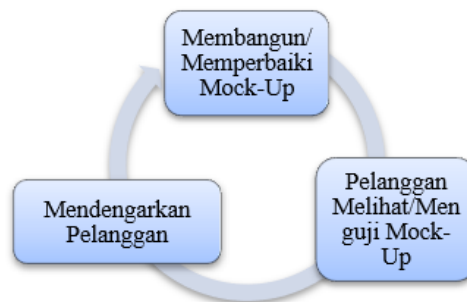 Membangun/
Memperbaiki
Mock-Up
Pelanggan
Melihat/Men
guji Mock-
Up
Mendengarkan
Pelanggan